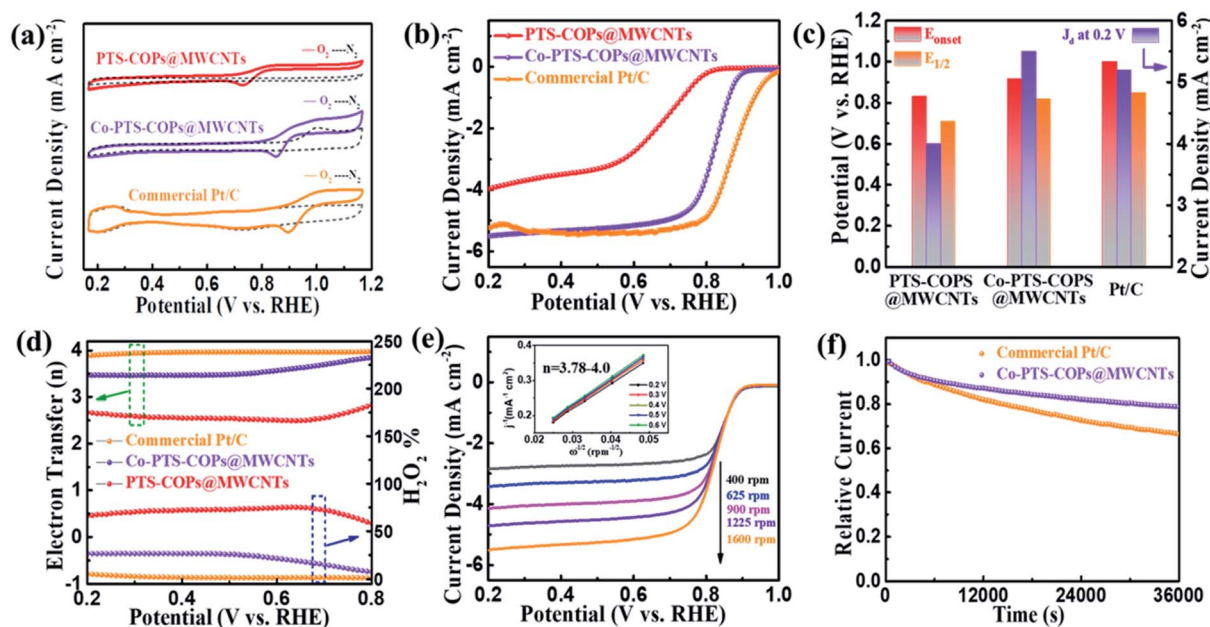 (a)
Current Density (mA cm-2)
PTS-COPs@MWCNTs
— O2 ----N2
Co-PTS-COPs@MWCNTs
— O2 ----N2
Commercial Pt/C
— O2 ----N2
0.2 0.4 0.6 0.8 1.0 1.2
Potential (V vs. RHE)
(b)
Current Density (mA cm-2)
0
-2
-4
-6
PTS-COPs@MWCNTs
Co-PTS-COPs@MWCNTs
Commercial Pt/C
0.2 0.4 0.6 0.8 1.0
Potential (V vs. RHE)
(c)
Potential (V vs. RHE)
1.2
1.0
0.8
0.6
0.4
0.2
0.0
Eonset
E1/2
Jd at 0.2 V
6
5
4
3
2
Current Density (mA cm-2)
PTS-COPS
@MWCNTs
Co-PTS-COPS
@MWCNTs
Pt/C
(d)
Electron Transfer (n)
4
3
2
1
0
-1
Commercial Pt/C
Co-PTS-COPs@MWCNTs
PTS-COPs@MWCNTs
250
200
150
100
50
0
H2O2 %
0.2 0.4 0.6 0.8
Potential (V vs. RHE)
(e)
Current Density (mA cm-2)
2
0
-2
-4
-6
j-1(mA-1 cm2)
0.4
0.3
0.2
n=3.78-4.0
0.2 V
0.3 V
0.4 V
0.5 V
0.6 V
0.02 0.03 0.04 0.05
ω1/2 (rpm-1/2)
400 rpm
625 rpm
900 rpm
1225 rpm
1600 rpm
0.2 0.4 0.6 0.8 1.0
Potential (V vs. RHE)
(f)
Relative Current
1.0
0.8
0.6
0.4
0.2
0.0
Commercial Pt/C
Co-PTS-COPs@MWCNTs
0 12000 24000 36000
Time (s)